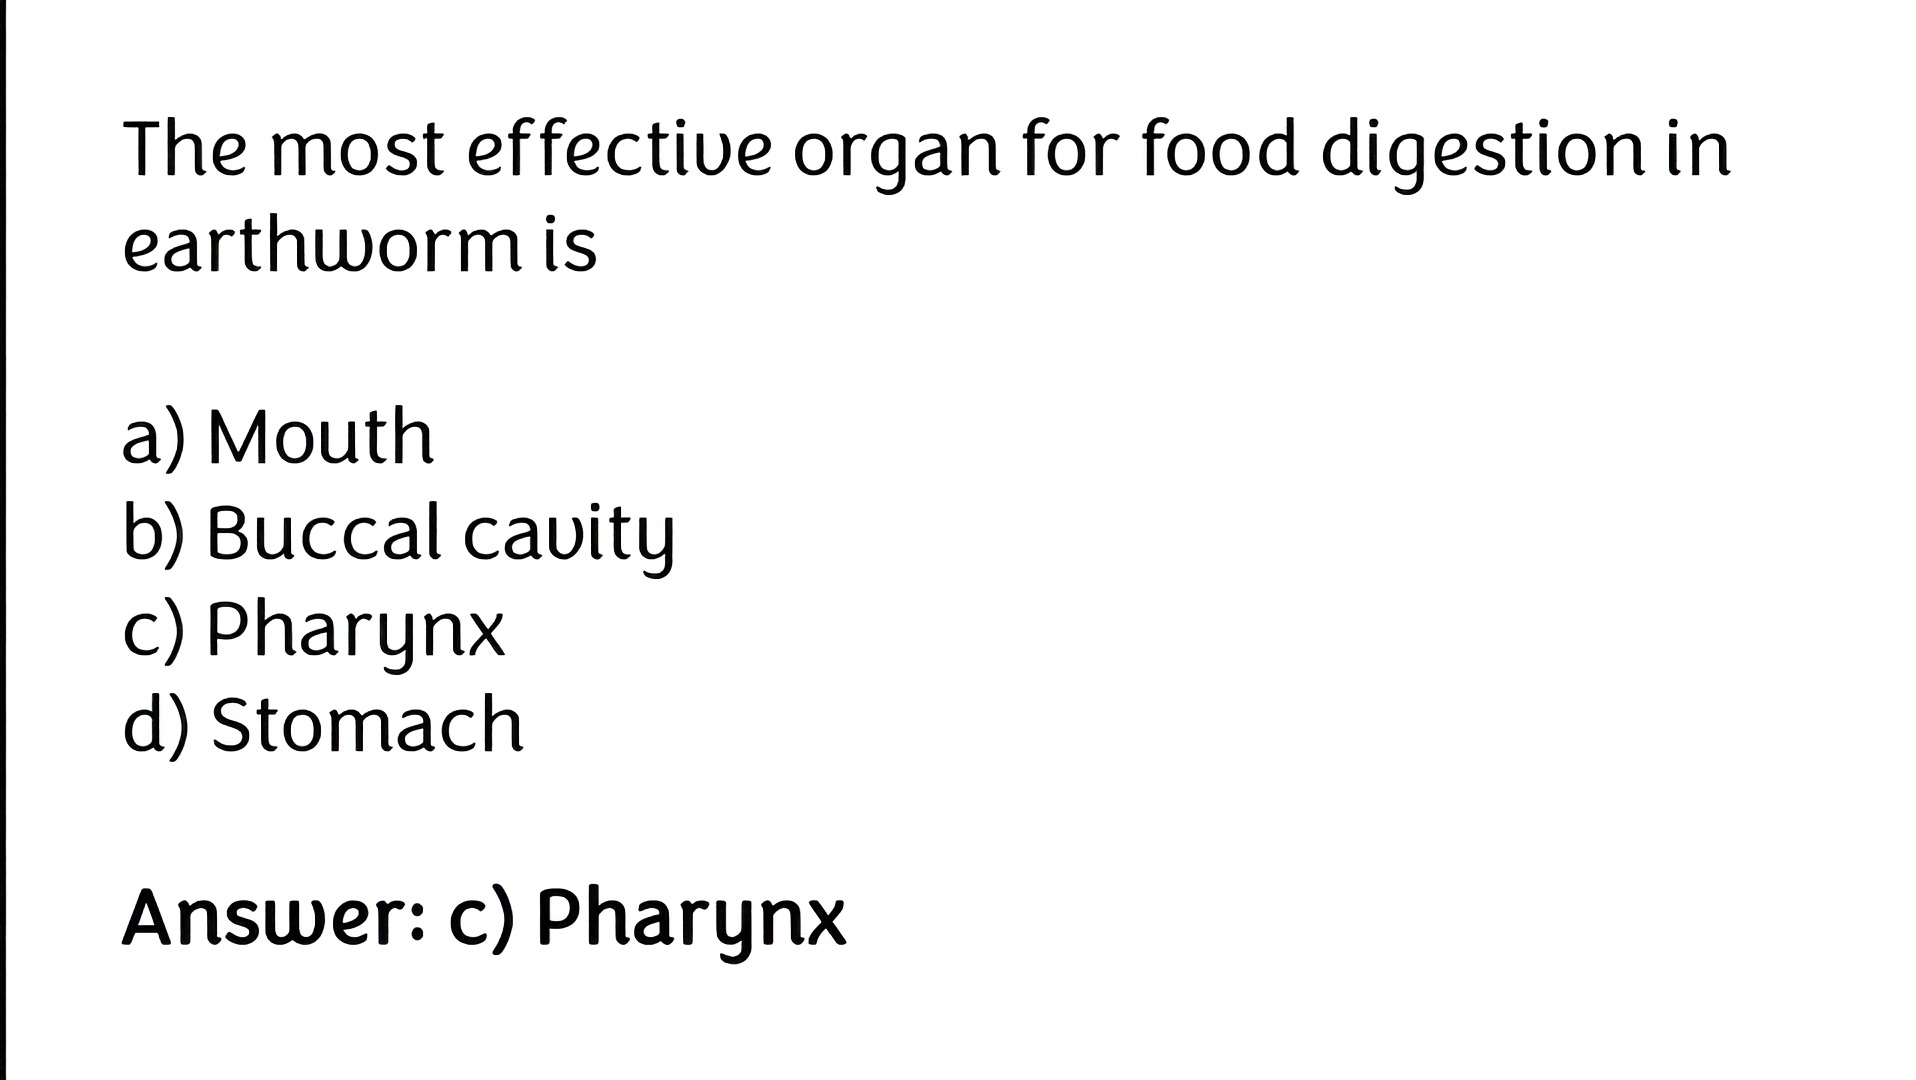 The most effective organ for food digestion in
earthworm is
a) Mouth
b) Buccal cavity
c) Pharynx
d) Stomach
Answer: c) Pharynx